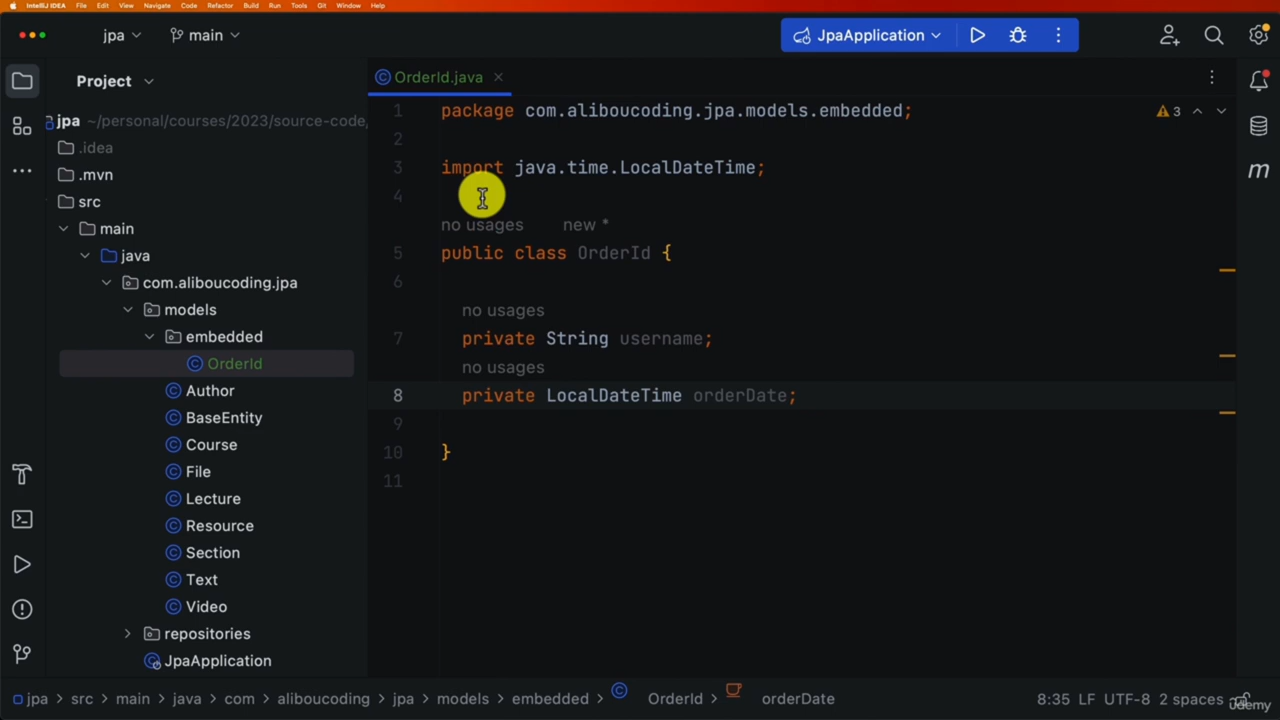 IntelliJ IDEA File Edit View Navigate Code Refactor Build Run Tools Git Window Help
jpa main JpaApplication
Project
OrderId.java
jpa ~/personal/courses/2023/source-code,
.idea
.mvn
src
main
java
com.aliboucoding.jpa
models
embedded
OrderId
Author
BaseEntity
Course
File
Lecture
Resource
Section
Text
Video
repositories
JpaApplication
1 package com.aliboucoding.jpa.models.embedded;
2
3 import java.time.LocalDateTime;
4
no usages new *
5 public class OrderId {
6
no usages
7 private String username;
no usages
8 private LocalDateTime orderDate;
9
10 }
11
3
m
jpa > src > main > java > com > aliboucoding > jpa > models > embedded > OrderId > orderDate 8:35 LF UTF-8 2 spaces
udemy